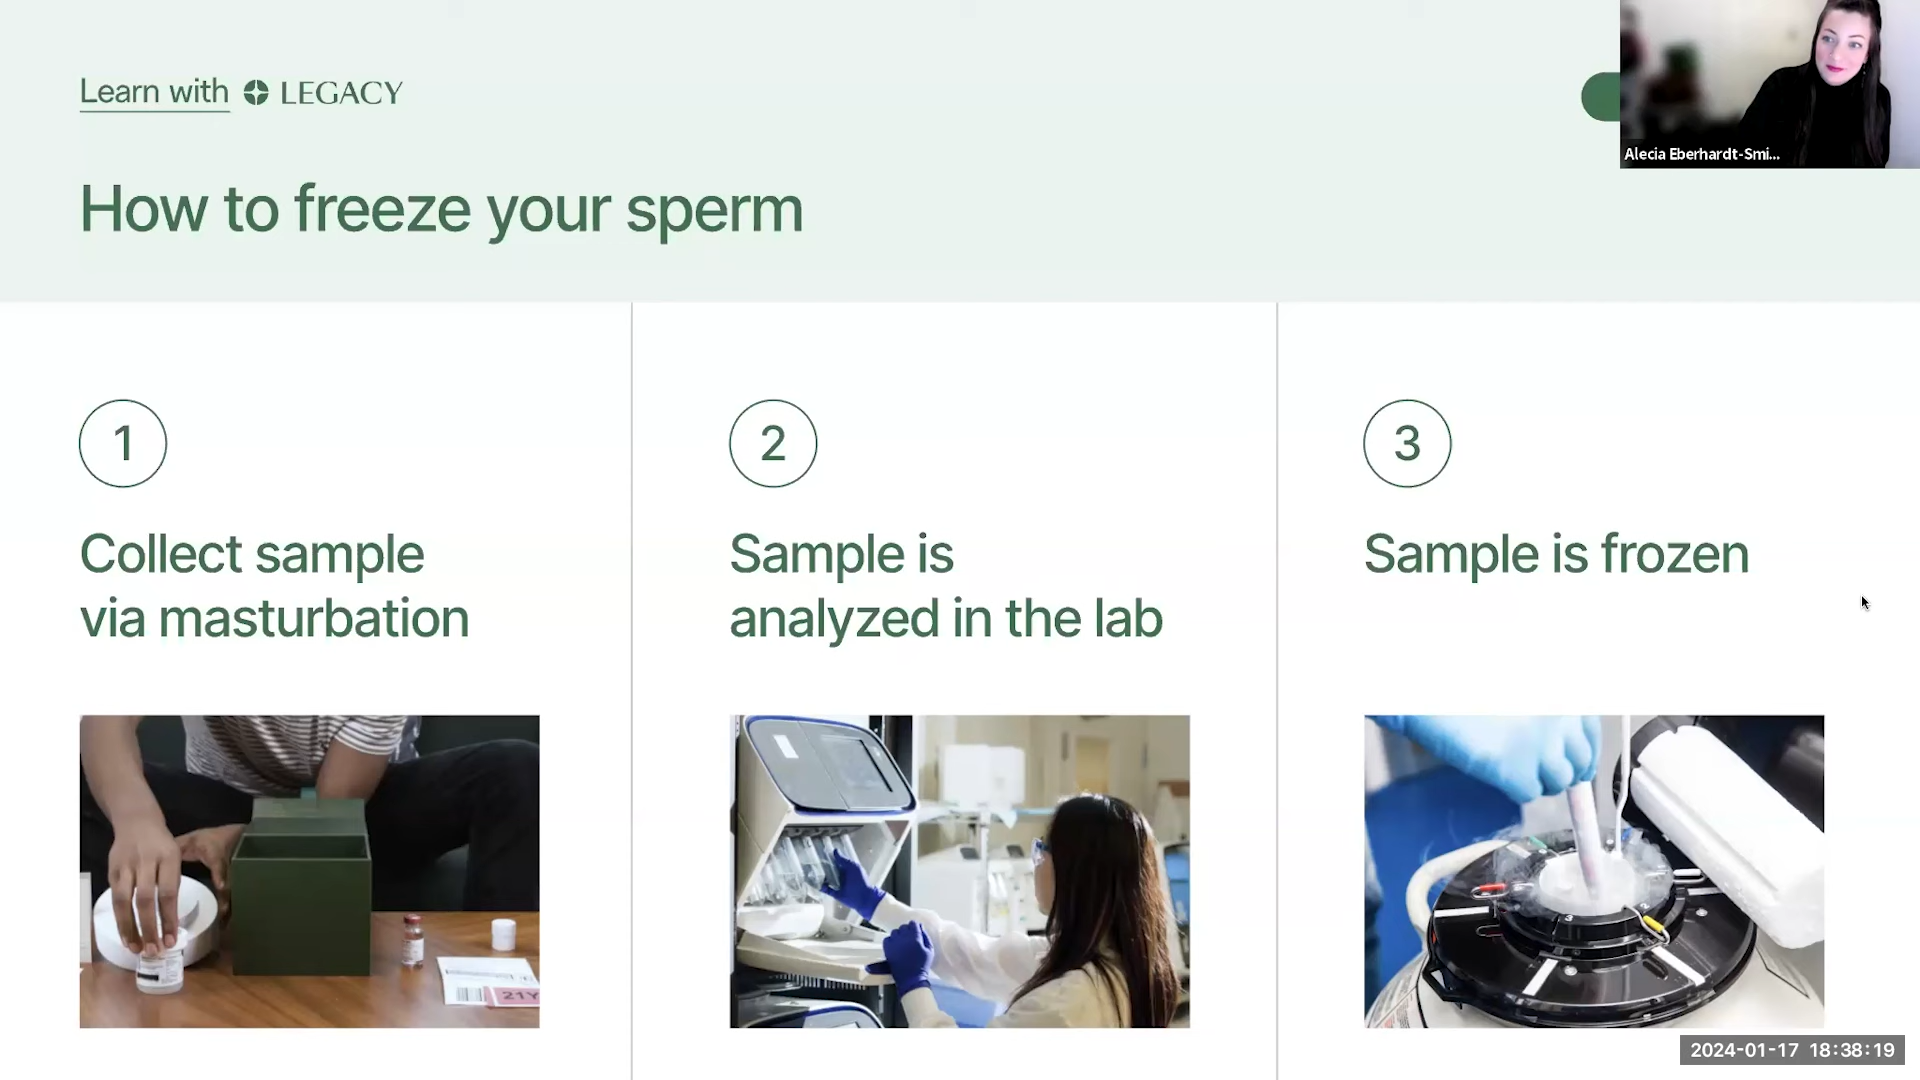 Learn with LEGACY
Alecia Eberhardt-Smi...
How to freeze your sperm
1
Collect sample
via masturbation
2
Sample is
analyzed in the lab
3
Sample is frozen
21Y
2024-01-17 18:38:19